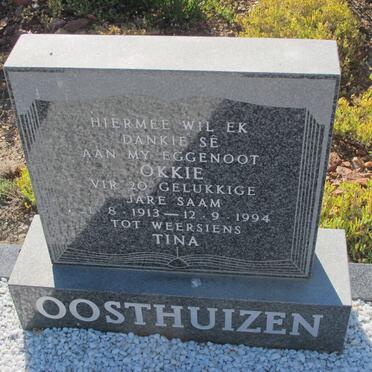 HIERMEE WIL EK
DANKIE SÊ
AAN MY EGGENOOT
OKKIE
VIR 20 GELUKKIGE
JARE SAAM
8 . 1913 — 12 . 9 . 1994
TOT WEERSIENS
TINA
OOSTHUIZEN